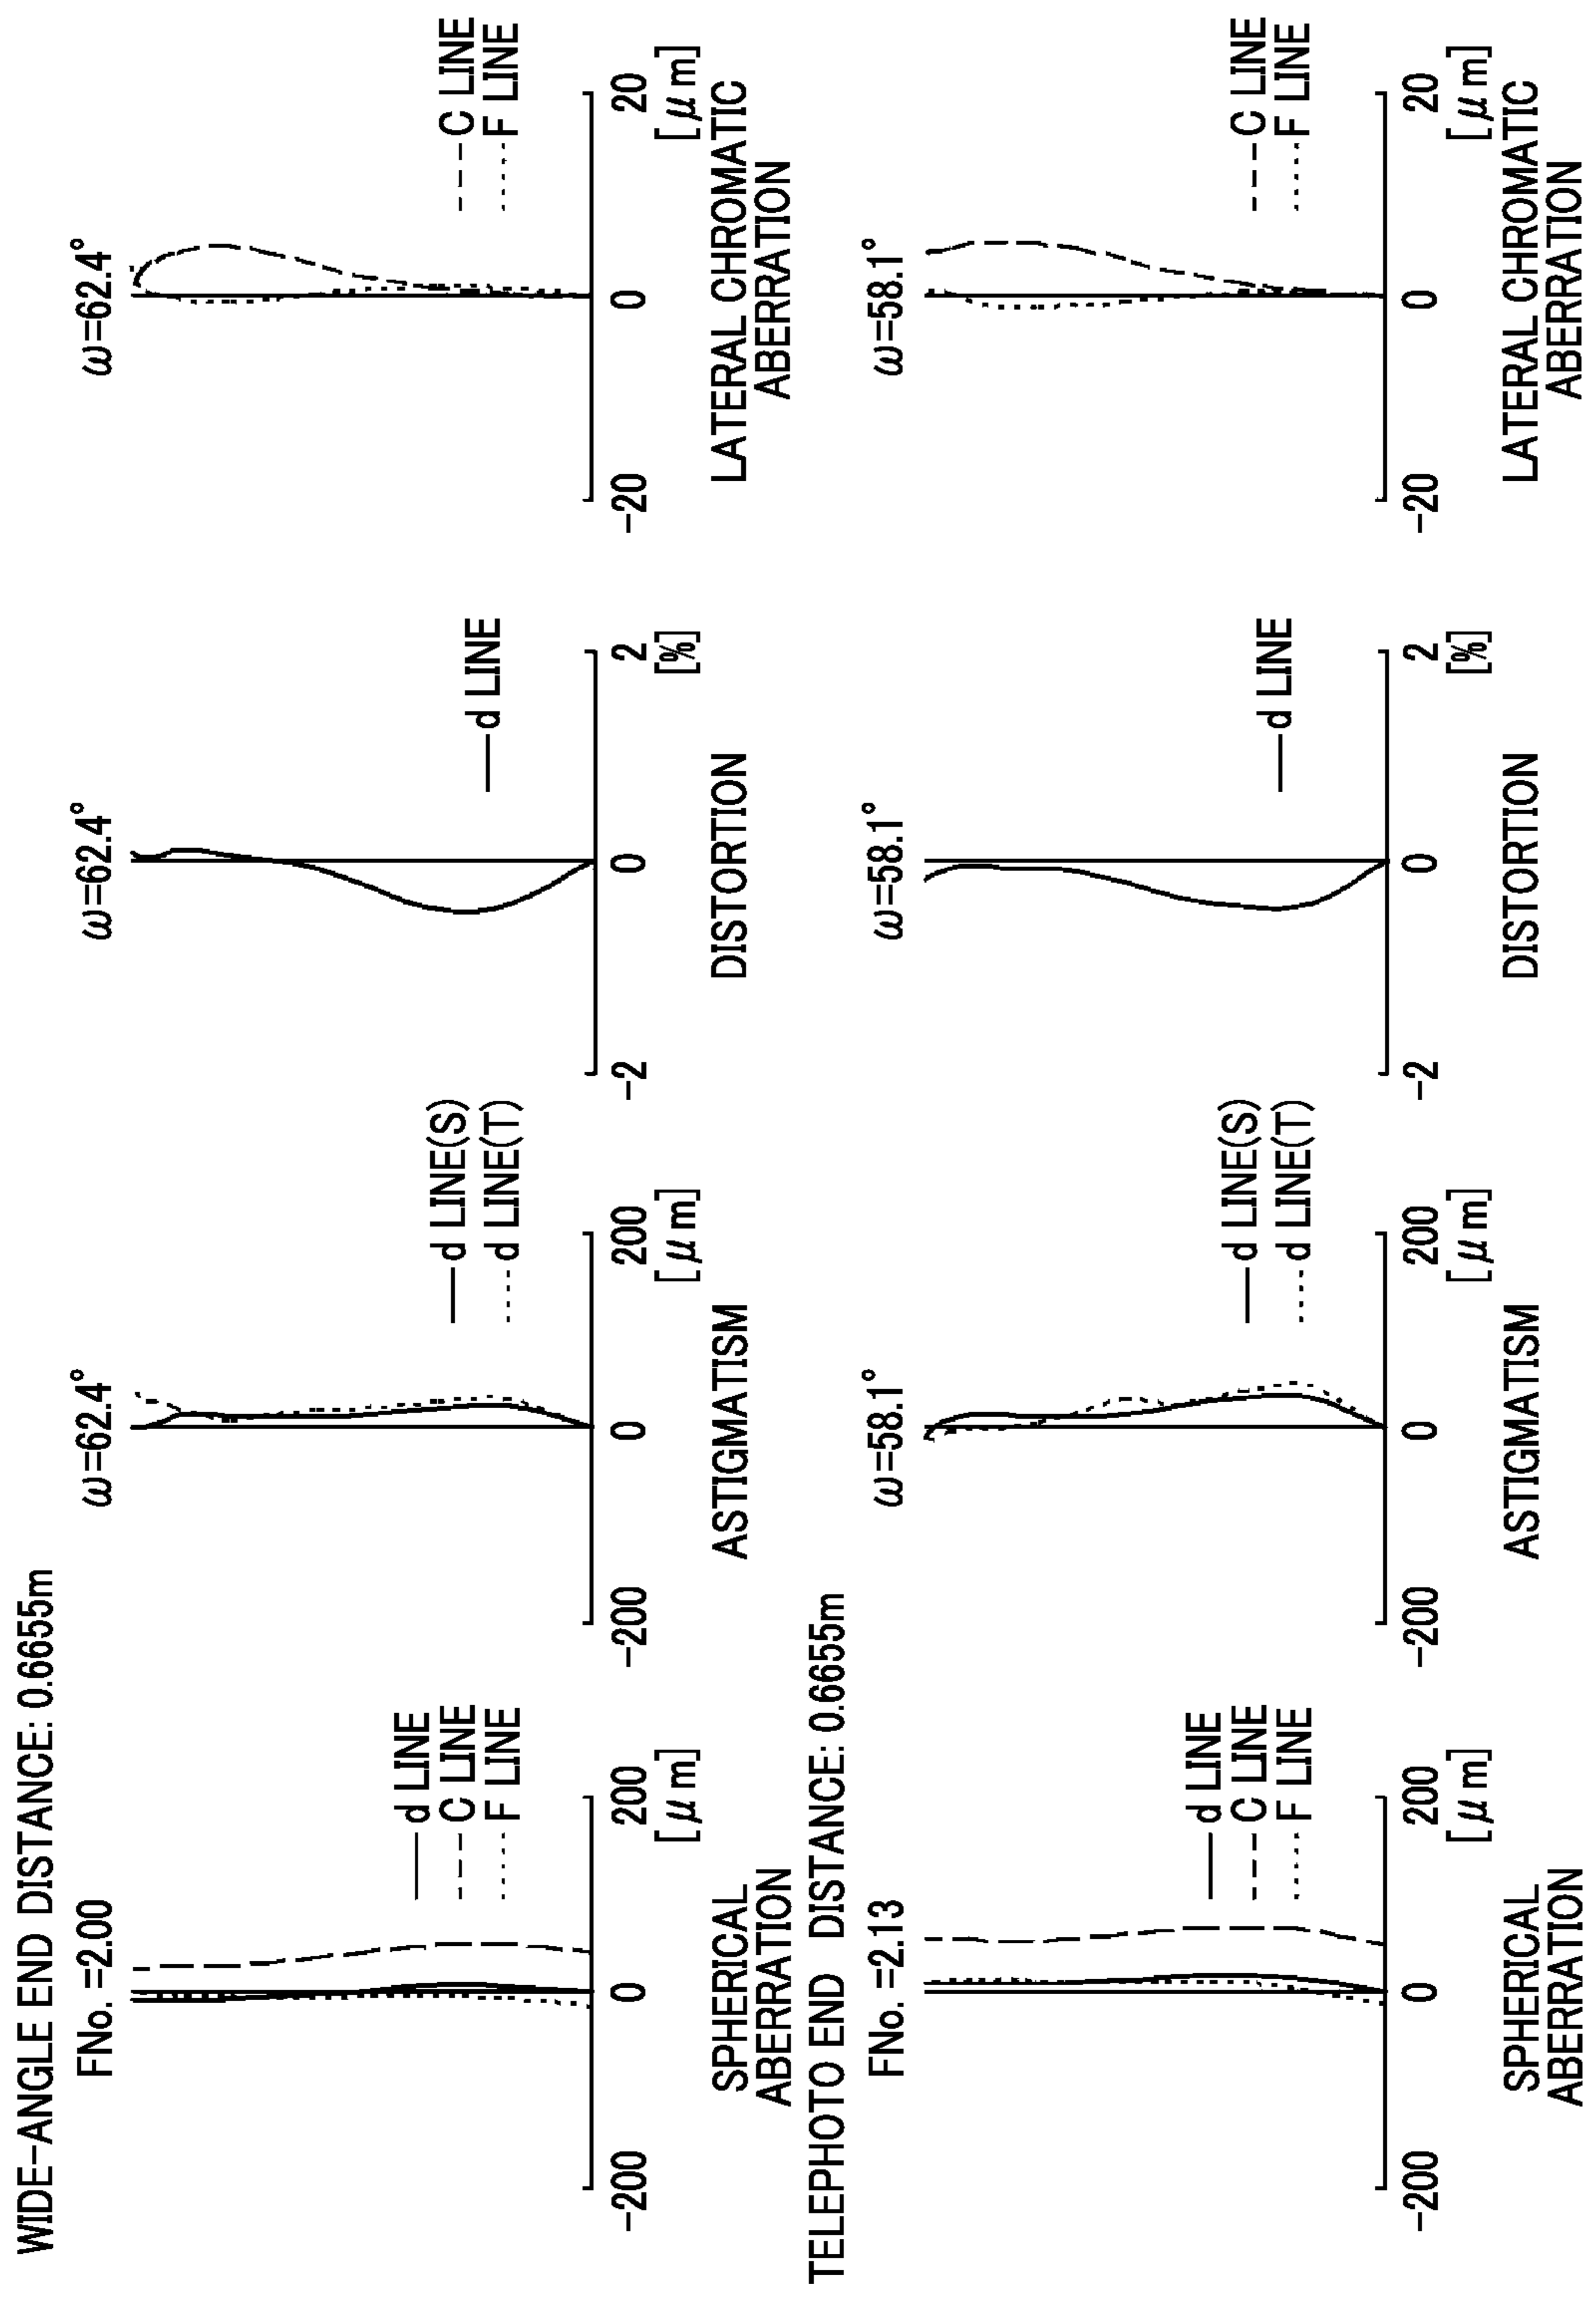 WIDE-ANGLE END DISTANCE: 0.6655m
FNo. =2.00
d LINE
C LINE
F LINE
-200
0
200
[μm]
SPHERICAL
ABERRATION
ω=62.4°
d LINE(S)
d LINE(T)
-200
0
200
[μm]
ASTIGMATISM
ω=62.4°
d LINE
-2
0
2
[%]
DISTORTION
ω=62.4°
C LINE
F LINE
-20
0
20
[μm]
LATERAL CHROMATIC
ABERRATION
TELEPHOTO END DISTANCE: 0.6655m
FNo. =2.13
d LINE
C LINE
F LINE
-200
0
200
[μm]
SPHERICAL
ABERRATION
ω=58.1°
d LINE(S)
d LINE(T)
-200
0
200
[μm]
ASTIGMATISM
ω=58.1°
d LINE
-2
0
2
[%]
DISTORTION
ω=58.1°
C LINE
F LINE
-20
0
20
[μm]
LATERAL CHROMATIC
ABERRATION